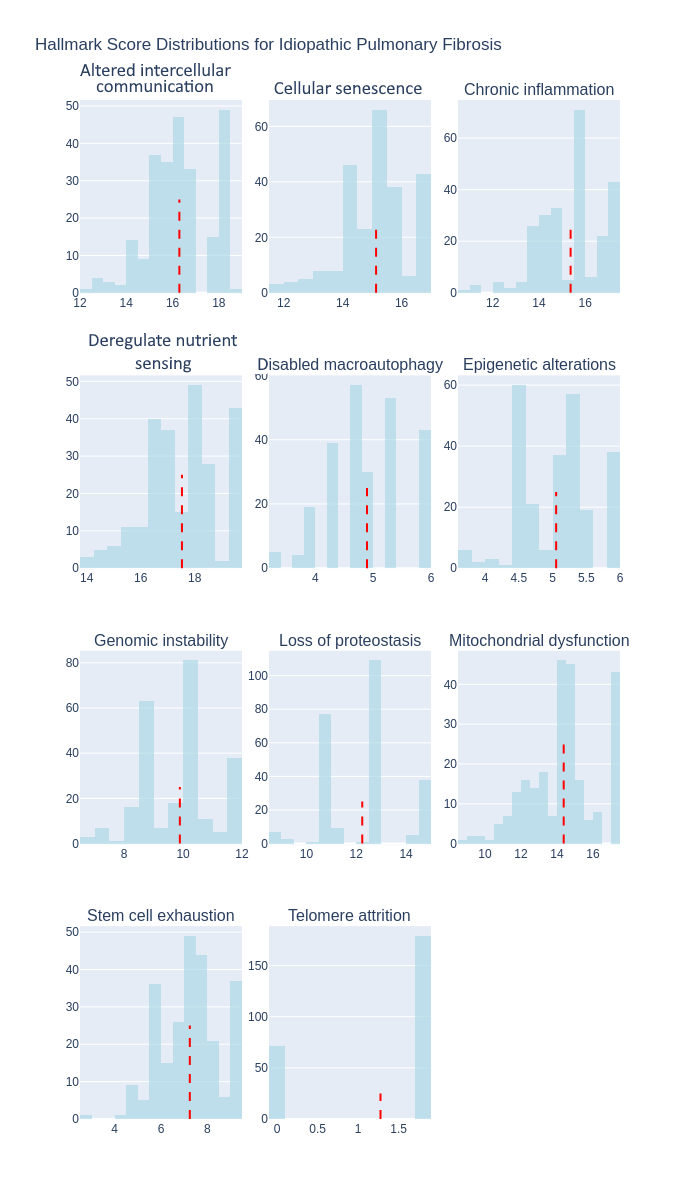 Hallmark Score Distributions for Idiopathic Pulmonary Fibrosis
Altered intercellular
communication
50
40
30
20
10
0
12 14 16 18
Cellular senescence
60
40
20
0
12 14 16
Chronic inflammation
60
40
20
0
12 14 16
Deregulate nutrient
sensing
50
40
30
20
10
0
14 16 18
Disabled macroautophagy
60
40
20
0
4 5 6
Epigenetic alterations
60
40
20
0
4 4.5 5 5.5 6
Genomic instability
80
60
40
20
0
8 10 12
Loss of proteostasis
100
80
60
40
20
0
10 12 14
Mitochondrial dysfunction
40
30
20
10
0
10 12 14 16
Stem cell exhaustion
50
40
30
20
10
0
4 6 8
Telomere attrition
150
100
50
0
0 0.5 1 1.5